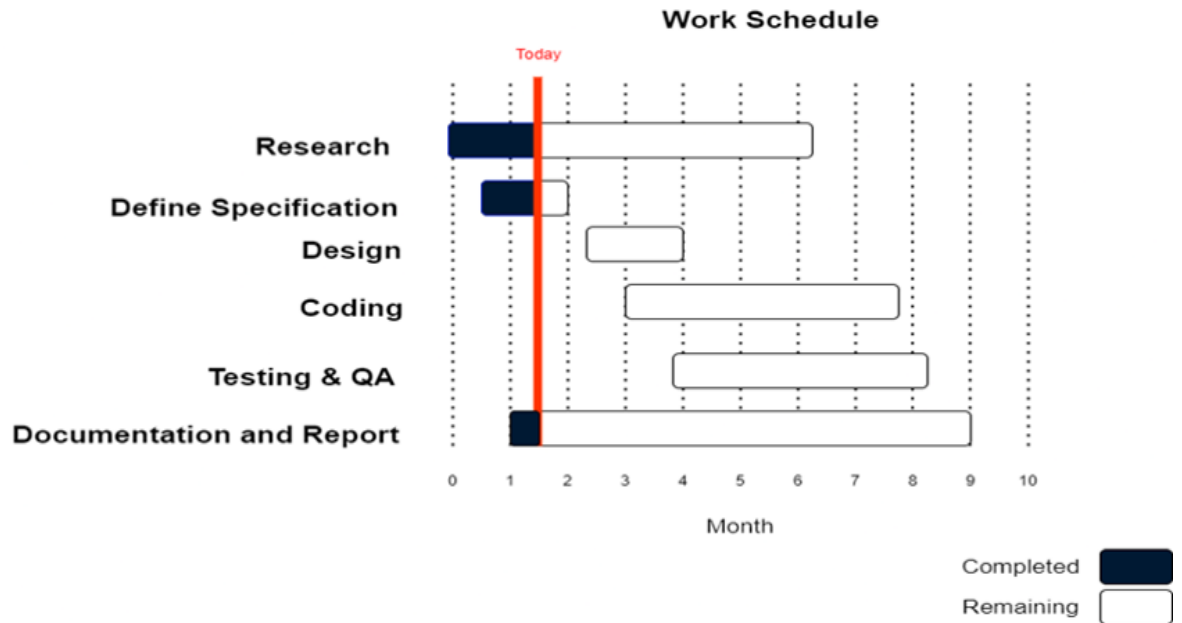 Work Schedule
Today
Research
Define Specification
Design
Coding
Testing & QA
Documentation and Report
0 1 2 3 4 5 6 7 8 9 10
Month
Completed
Remaining